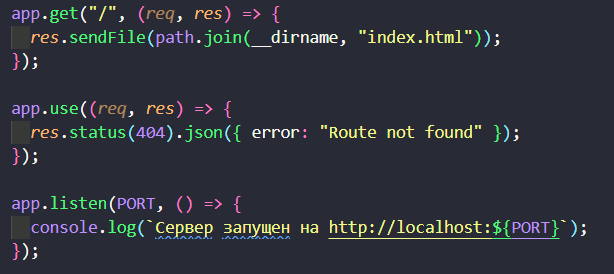 app.get("/", (req, res) => {
  res.sendFile(path.join(__dirname, "index.html"));
});

app.use((req, res) => {
  res.status(404).json({ error: "Route not found" });
});

app.listen(PORT, () => {
  console.log(`Сервер запущен на http://localhost:${PORT}`);
});